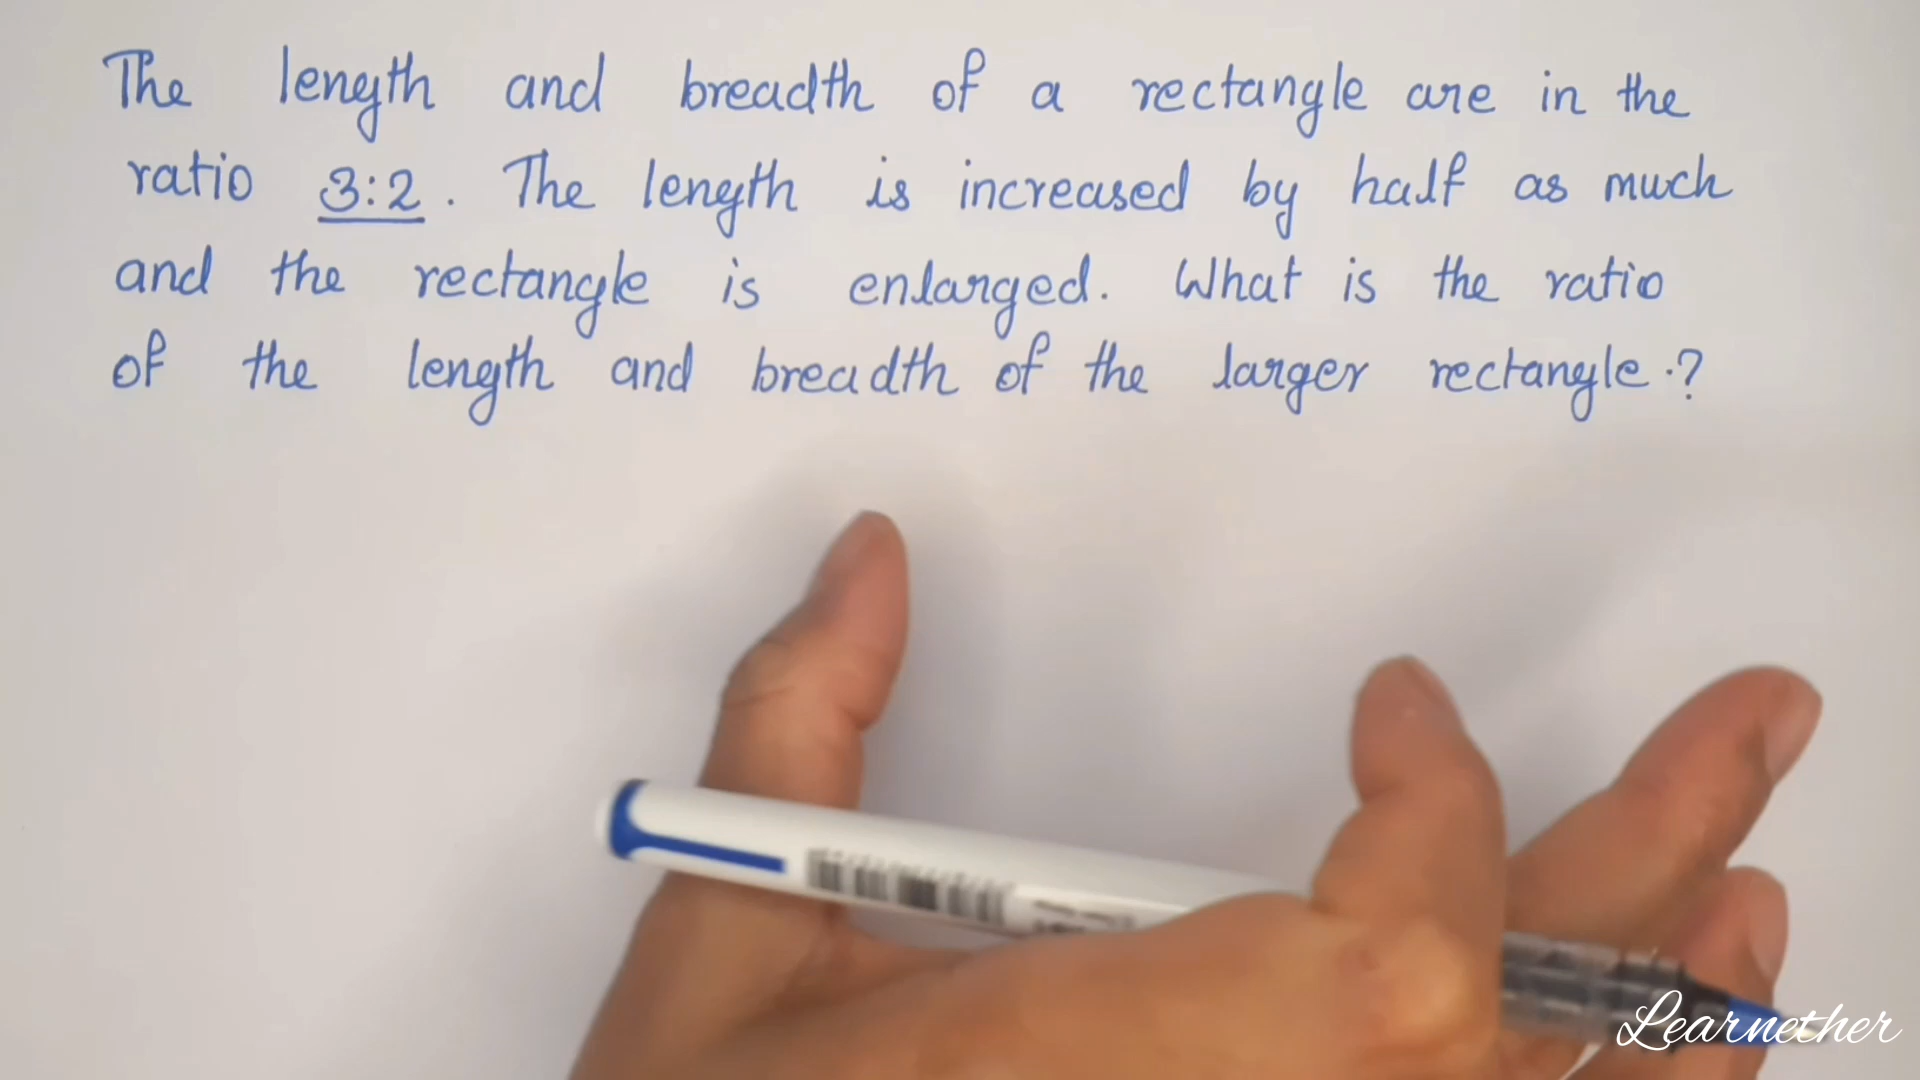 The length and breadth of a rectangle are in the
ratio 3:2. The length is increased by half as much
and the rectangle is enlarged. What is the ratio
of the length and breadth of the larger rectangle.?
Learnether